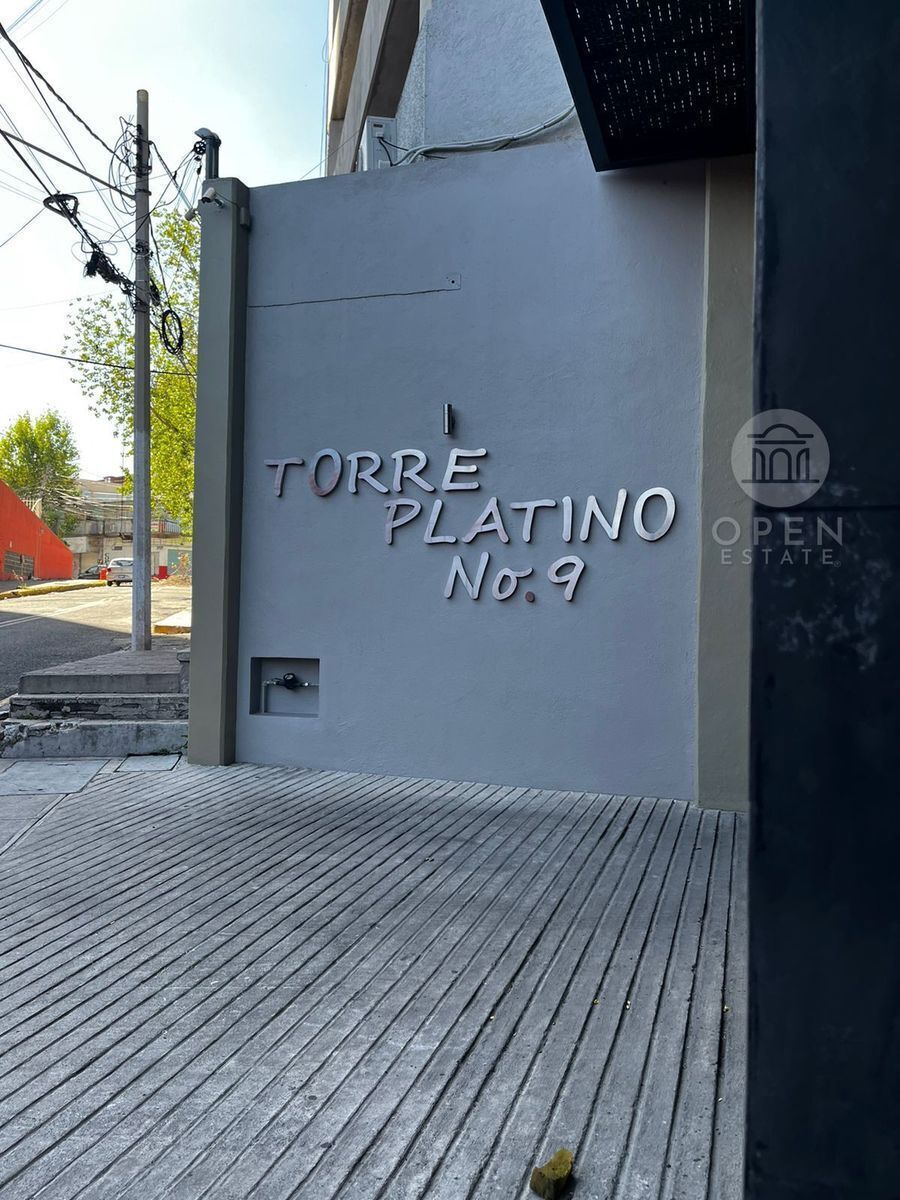 TORRE
PLATINO
No.9
OPEN
ESTATE